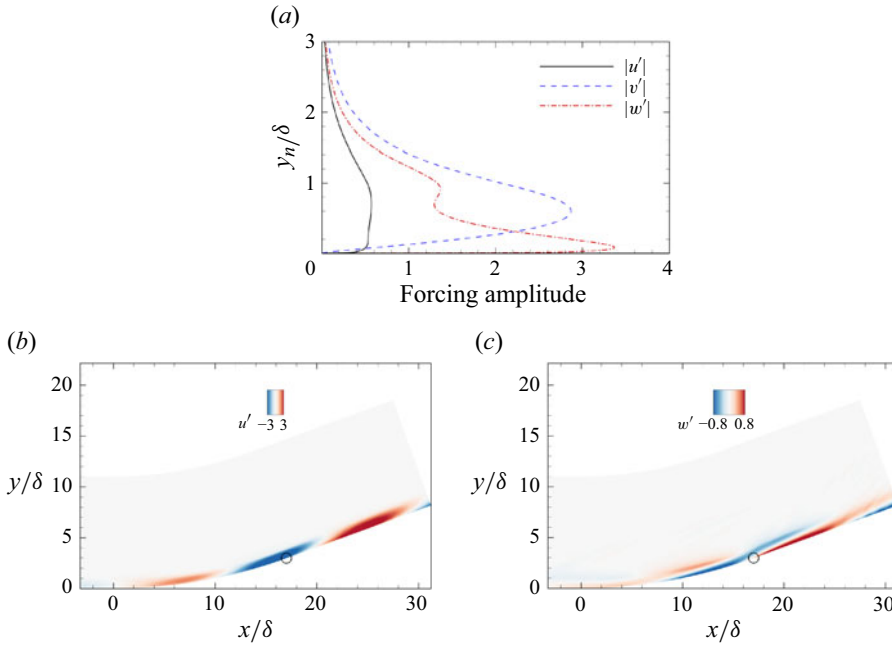 (a)
3
2
1
0
y_n/δ
|u′|
|v′|
|w′|
0 1 2 3 4
Forcing amplitude
(b)
20
15
10
5
0
y/δ
u′ −3 3
0 10 20 30
x/δ
(c)
20
15
10
5
0
y/δ
w′ −0.8 0.8
0 10 20 30
x/δ